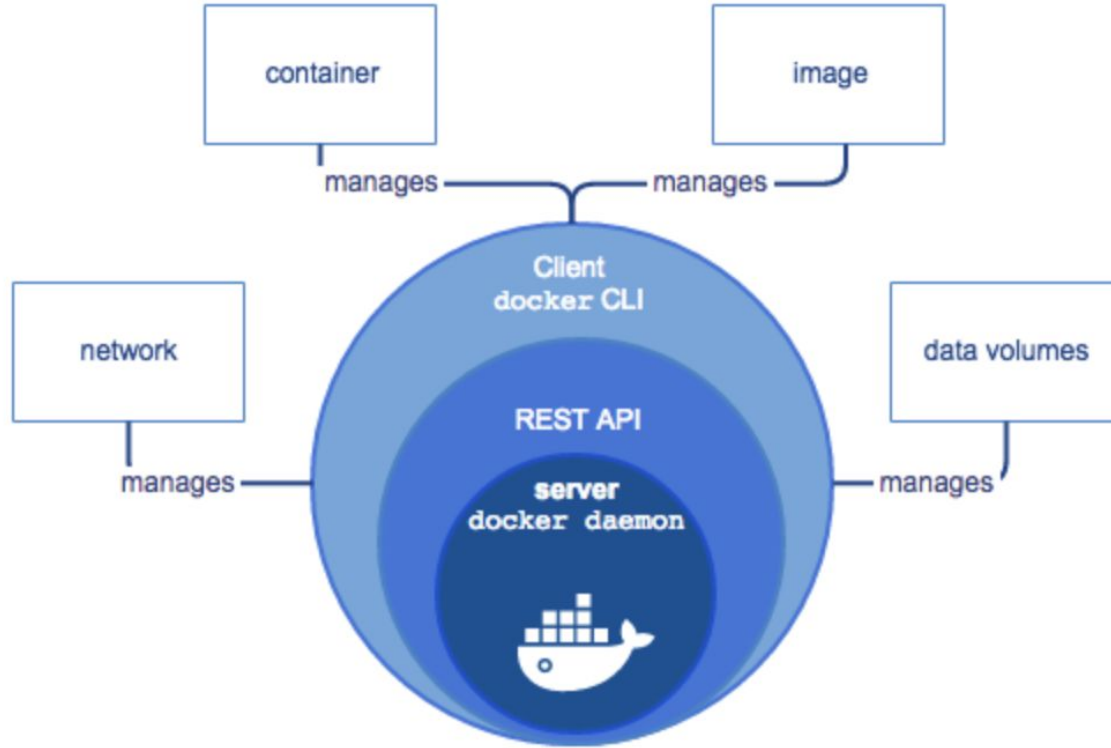 container
image
manages
manages
Client
docker CLI
network
data volumes
REST API
manages
manages
server
docker daemon